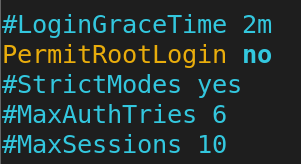 #LoginGraceTime 2m
PermitRootLogin no
#StrictModes yes
#MaxAuthTries 6
#MaxSessions 10